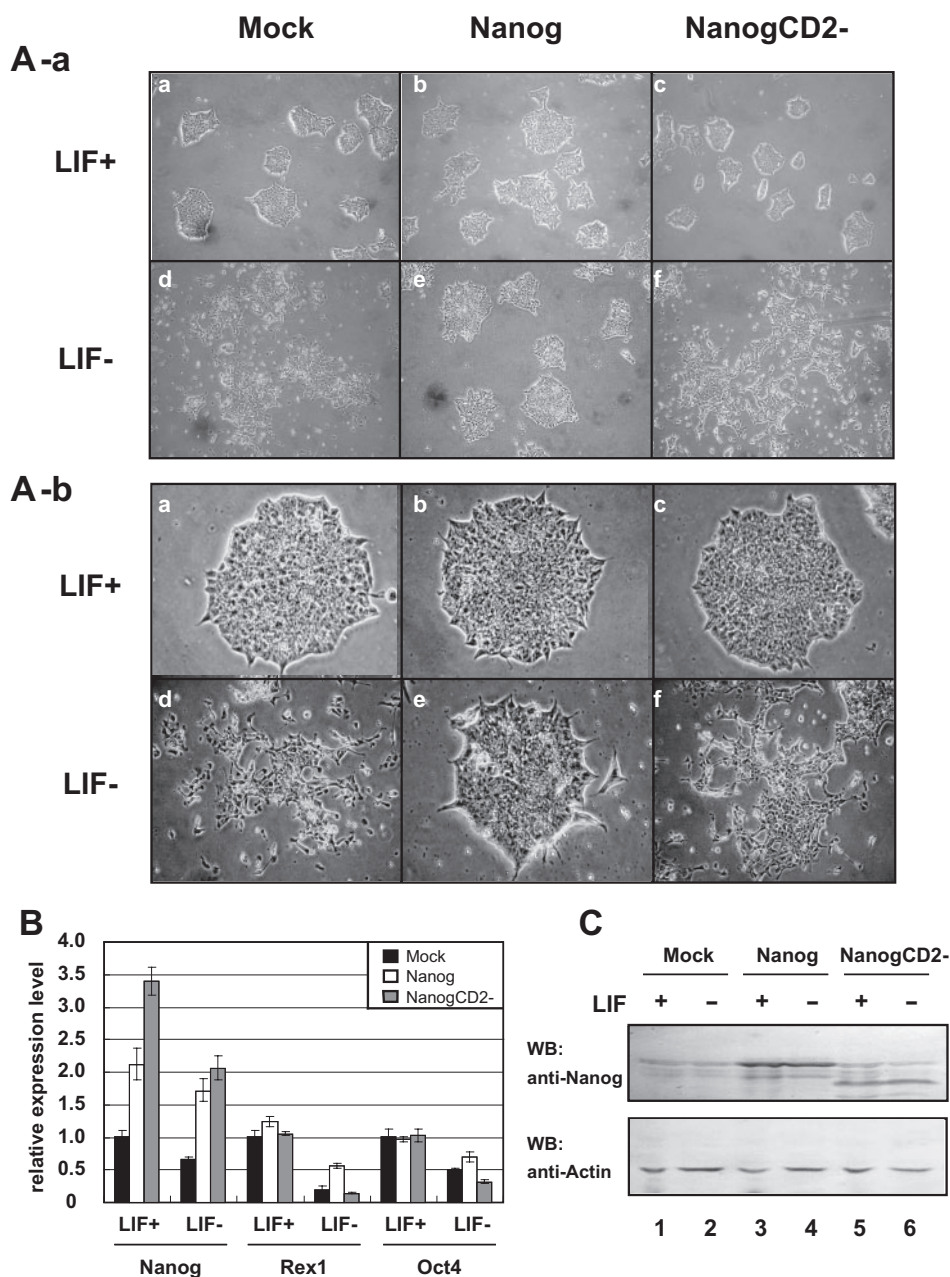 Mock Nanog NanogCD2-
A-a
a b c
LIF+
d e f
LIF-
A-b
a b c
LIF+
d e f
LIF-
B
4.0
3.5
3.0
2.5
2.0
1.5
1.0
0.5
0
relative expression level
Mock
Nanog
NanogCD2-
LIF+ LIF- LIF+ LIF- LIF+ LIF-
Nanog Rex1 Oct4
C
Mock Nanog NanogCD2-
LIF + - + - + -
WB:
anti-Nanog
WB:
anti-Actin
1 2 3 4 5 6